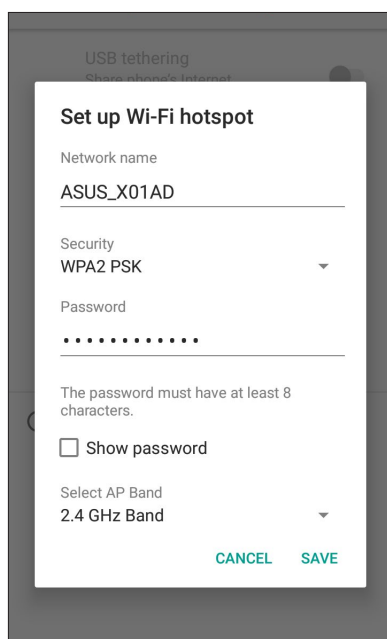 USB tethering
Share phone's Internet
Set up Wi-Fi hotspot
Network name
ASUS_X01AD
Security
WPA2 PSK
Password
••••••••••••
The password must have at least 8
characters.
Show password
Select AP Band
2.4 GHz Band
CANCEL SAVE